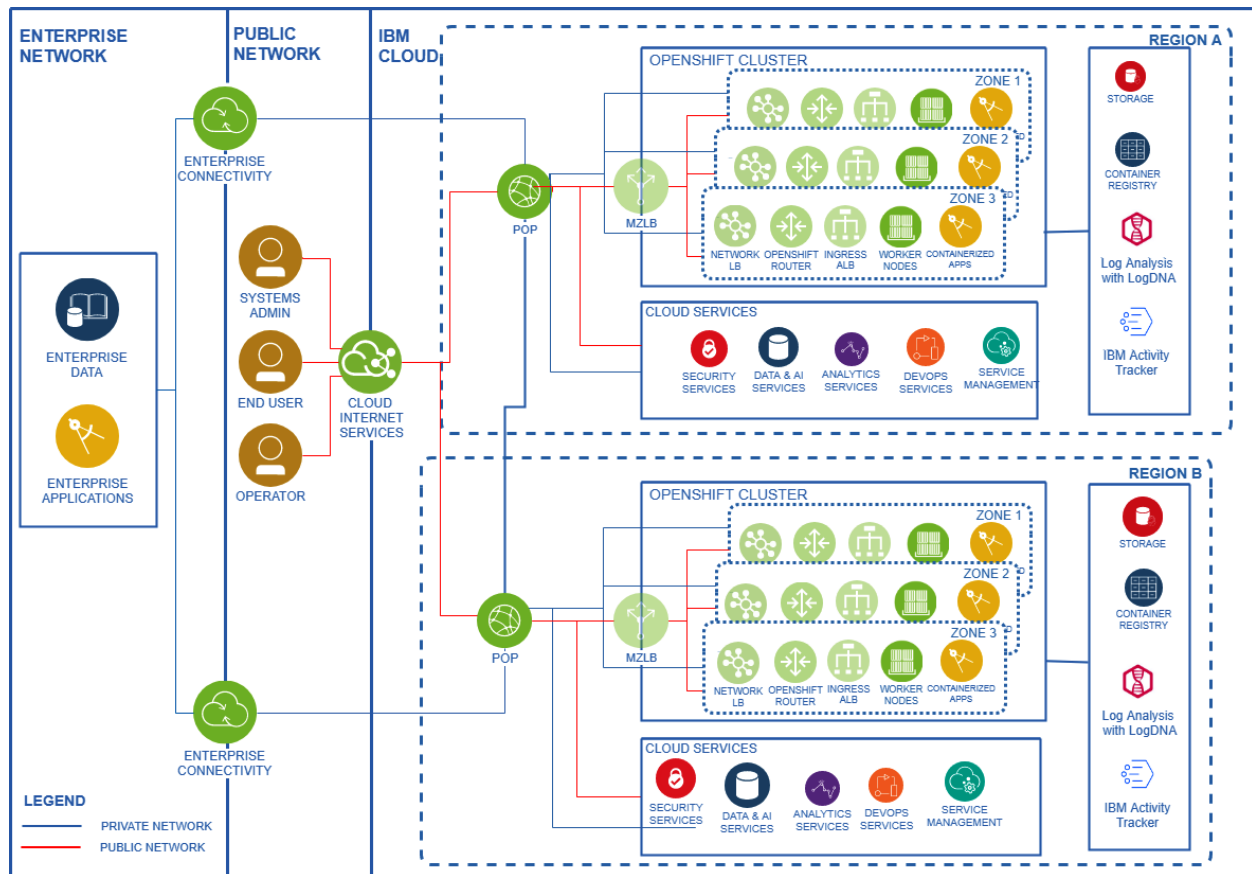 ENTERPRISE
NETWORK
PUBLIC
NETWORK
IBM
CLOUD
REGION A
OPENSHIFT CLUSTER
ZONE 1
ZONE 2
ZONE 3
MZLB
NETWORK
LB
OPENSHIFT
ROUTER
INGRESS
ALB
WORKER
NODES
CONTAINERIZED
APPS
STORAGE
CONTAINER
REGISTRY
Log Analysis
with LogDNA
IBM Activity
Tracker
CLOUD SERVICES
SECURITY
SERVICES
DATA & AI
SERVICES
ANALYTICS
SERVICES
DEVOPS
SERVICES
SERVICE
MANAGEMENT
ENTERPRISE
CONNECTIVITY
POP
SYSTEMS
ADMIN
END USER
OPERATOR
CLOUD
INTERNET
SERVICES
ENTERPRISE
DATA
ENTERPRISE
APPLICATIONS
REGION B
OPENSHIFT CLUSTER
ZONE 1
ZONE 2
ZONE 3
POP
MZLB
NETWORK
LB
OPENSHIFT
ROUTER
INGRESS
ALB
WORKER
NODES
CONTAINERIZED
APPS
STORAGE
CONTAINER
REGISTRY
Log Analysis
with LogDNA
IBM Activity
Tracker
CLOUD SERVICES
SECURITY
SERVICES
DATA & AI
SERVICES
ANALYTICS
SERVICES
DEVOPS
SERVICES
SERVICE
MANAGEMENT
ENTERPRISE
CONNECTIVITY
LEGEND
PRIVATE NETWORK
PUBLIC NETWORK